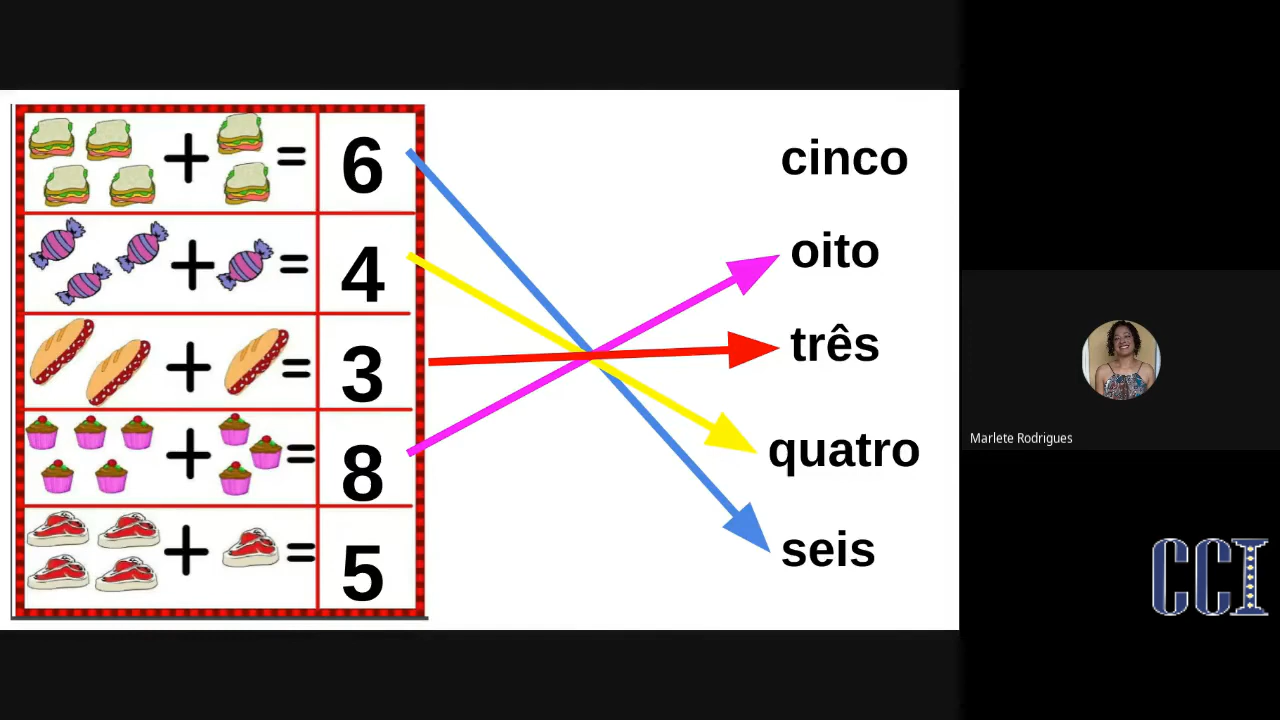 + = 6
+ = 4
+ = 3
+ = 8
+ = 5
cinco
oito
três
quatro
seis
Marlete Rodrigues
CCI